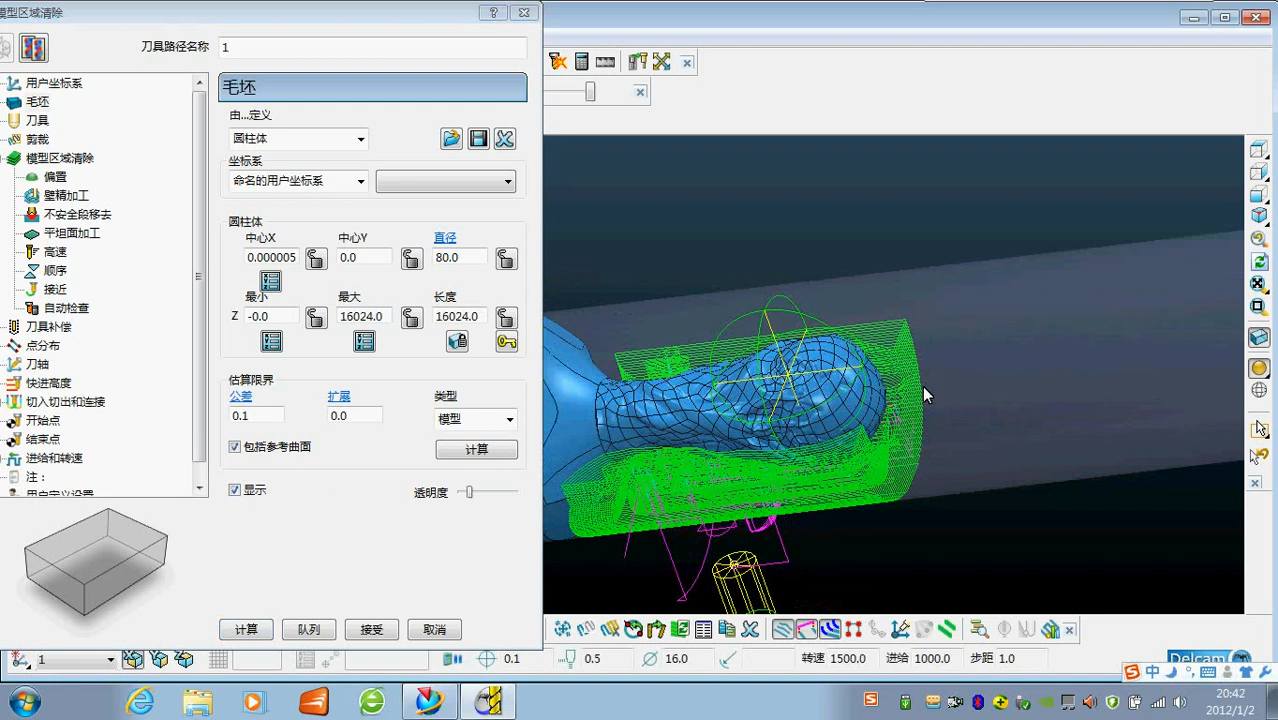 模型区域清除
刀具路径名称 1
用户坐标系
毛坯
刀具
剪裁
模型区域清除
偏置
壁精加工
不安全段移去
平坦面加工
高速
顺序
接近
自动检查
刀具补偿
点分布
刀轴
快进高度
切入切出和连接
开始点
结束点
进给和转速
注：
用户定义设置
毛坯
由...定义
圆柱体
坐标系
命名的用户坐标系
圆柱体
中心X 中心Y 直径
0.000005 0.0 80.0
最小 最大 长度
Z -0.0 16024.0 16024.0
估算限界
公差 扩展 类型
0.1 0.0 模型
包括参考曲面 计算
显示 透明度
计算 队列 接受 取消
1 0.1 0.5 16.0 转速 1500.0 进给 1000.0 步距 1.0
Delcam
中
20:42
2012/1/2